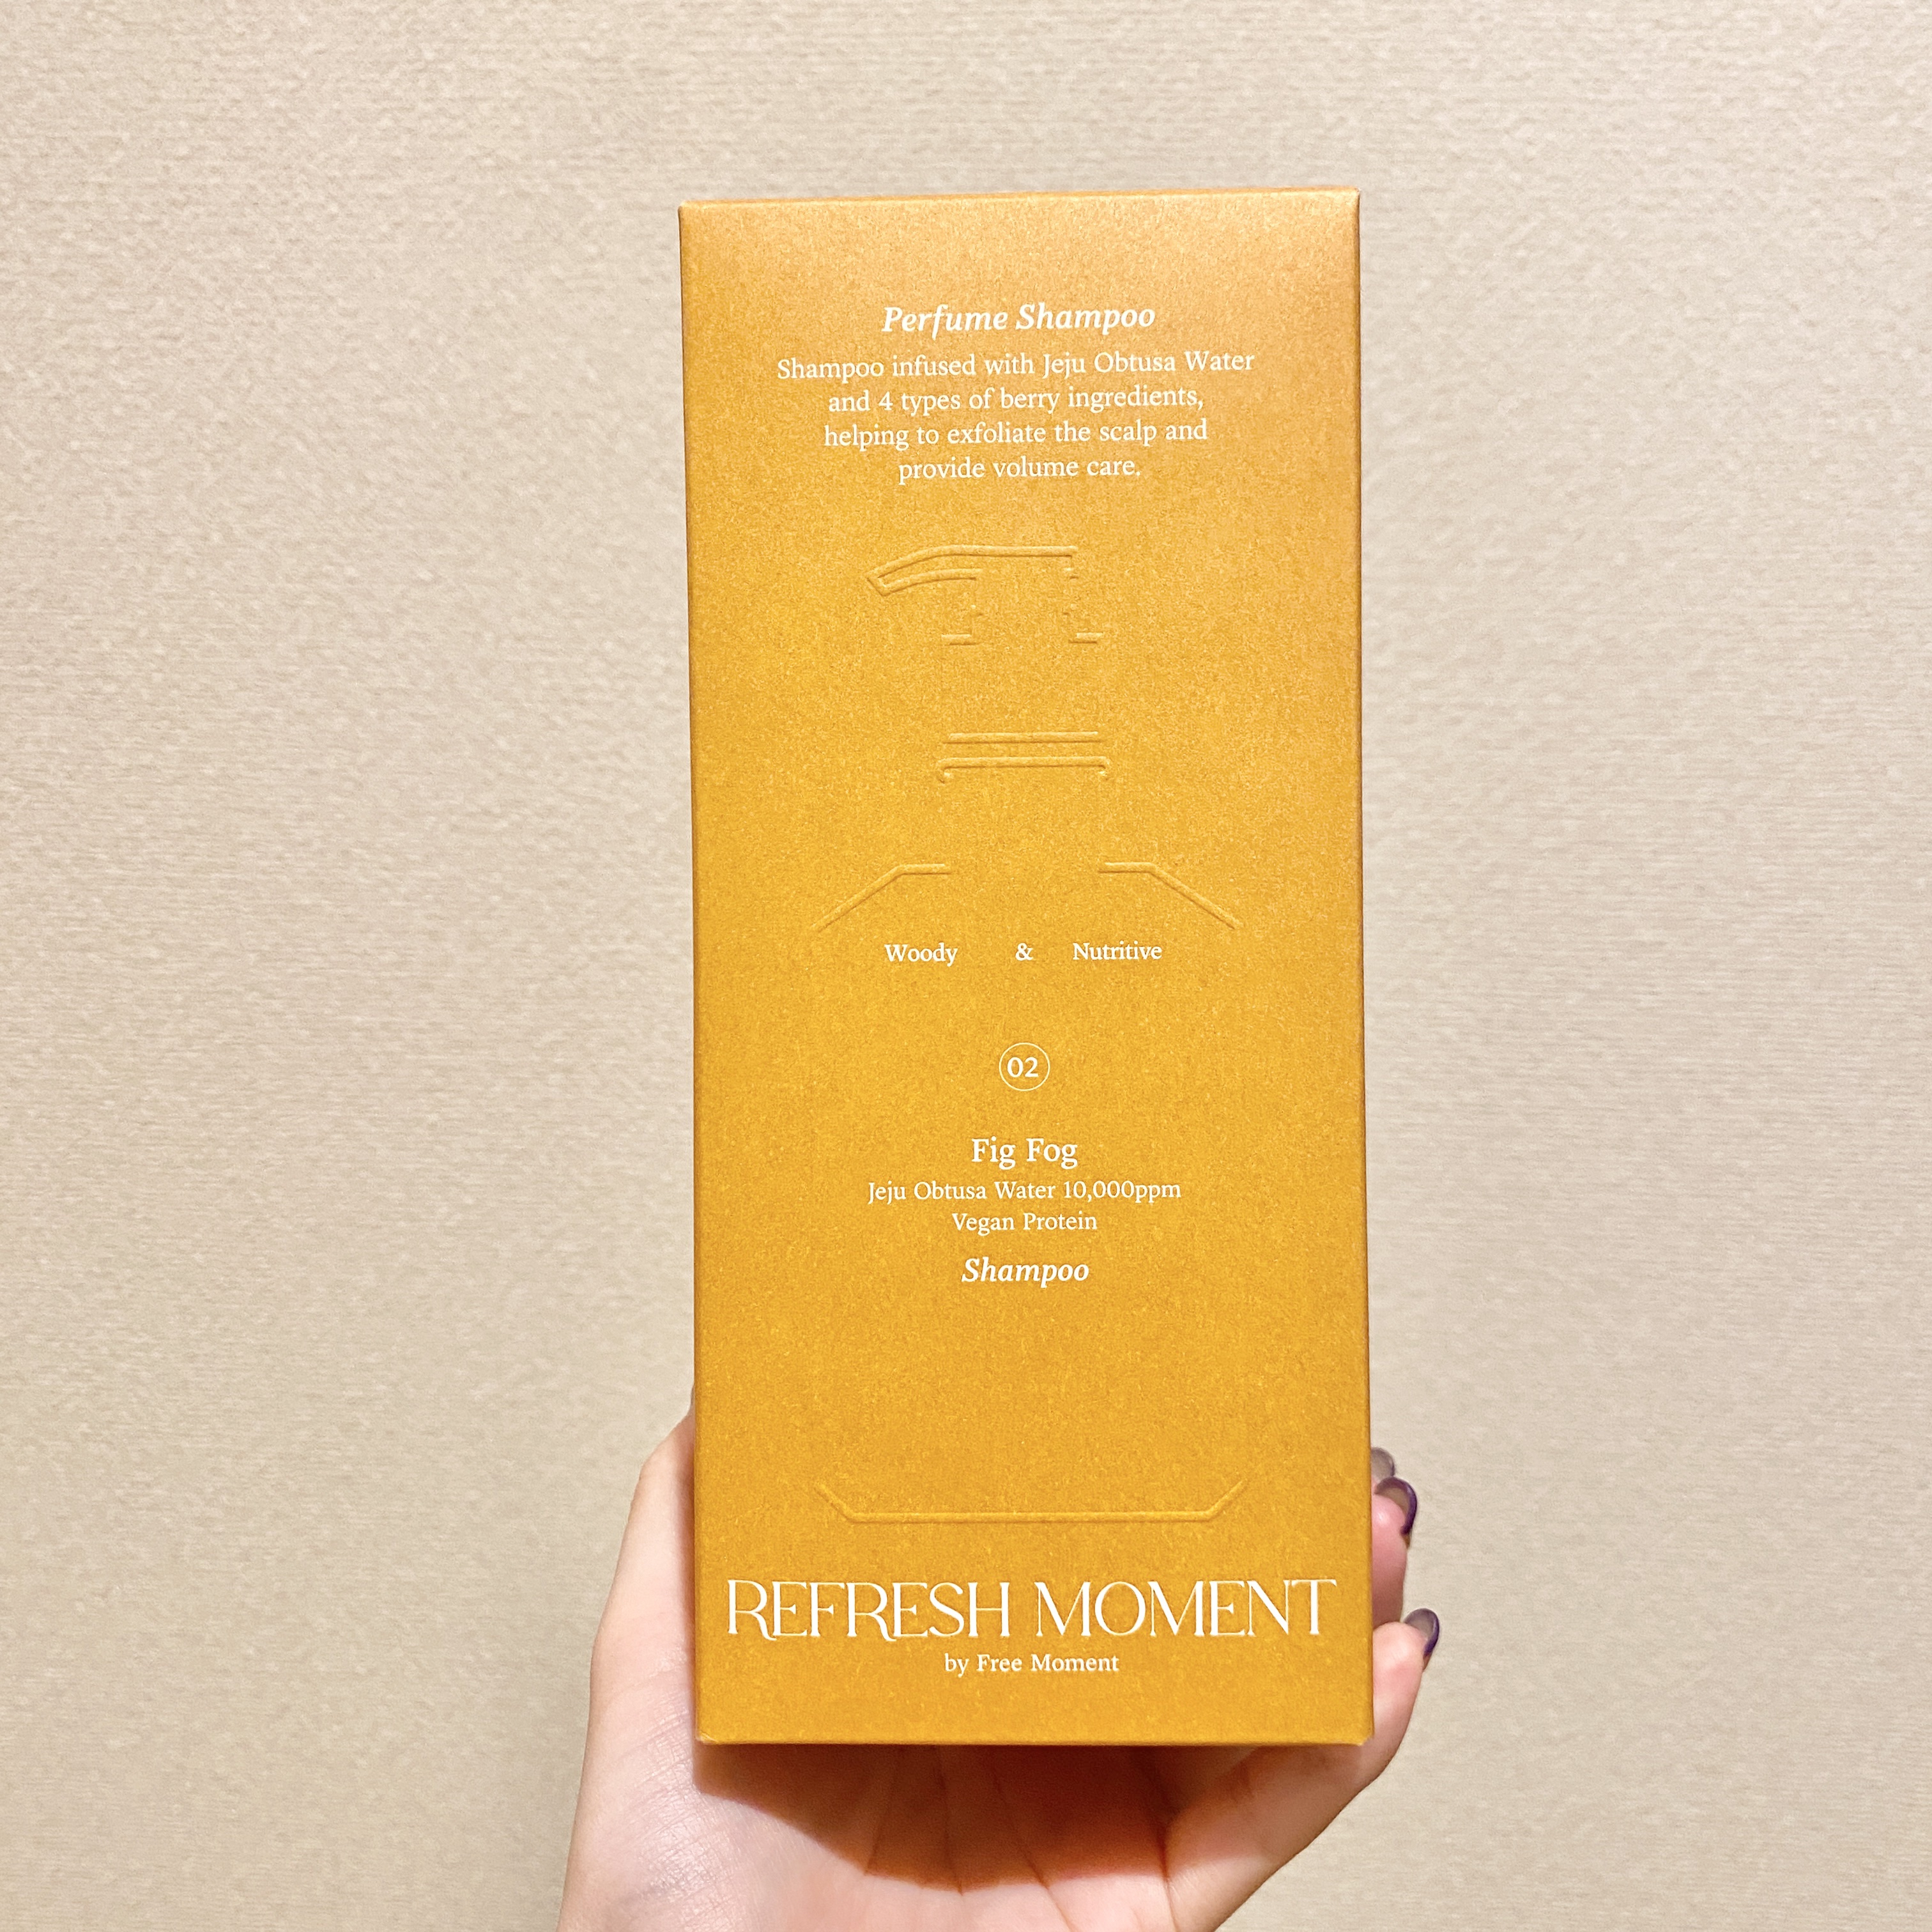 Perfume Shampoo
Shampoo infused with Jeju Obtusa Water
and 4 types of berry ingredients,
helping to exfoliate the scalp and
provide volume care.
Woody & Nutritive
02
Fig Fog
Jeju Obtusa Water 10,000ppm
Vegan Protein
Shampoo
REFRESH MOMENT
by Free Moment